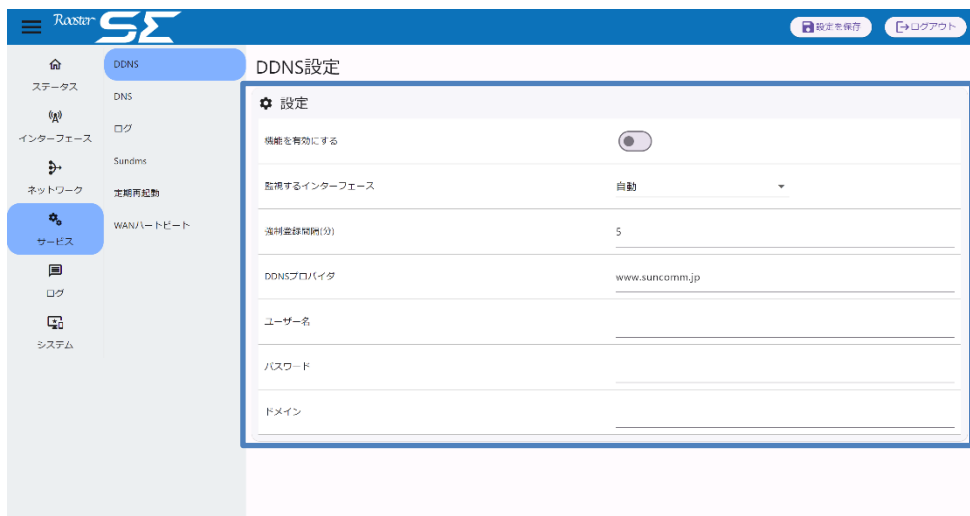 Rooster SE
設定を保存
ログアウト
ステータス
インターフェース
ネットワーク
サービス
ログ
システム
DDNS
DNS
ログ
Sundms
定期再起動
WANハートビート
DDNS設定
設定
機能を有効にする
監視するインターフェース 自動
強制登録間隔(分) 5
DDNSプロバイダ www.suncomm.jp
ユーザー名
パスワード
ドメイン